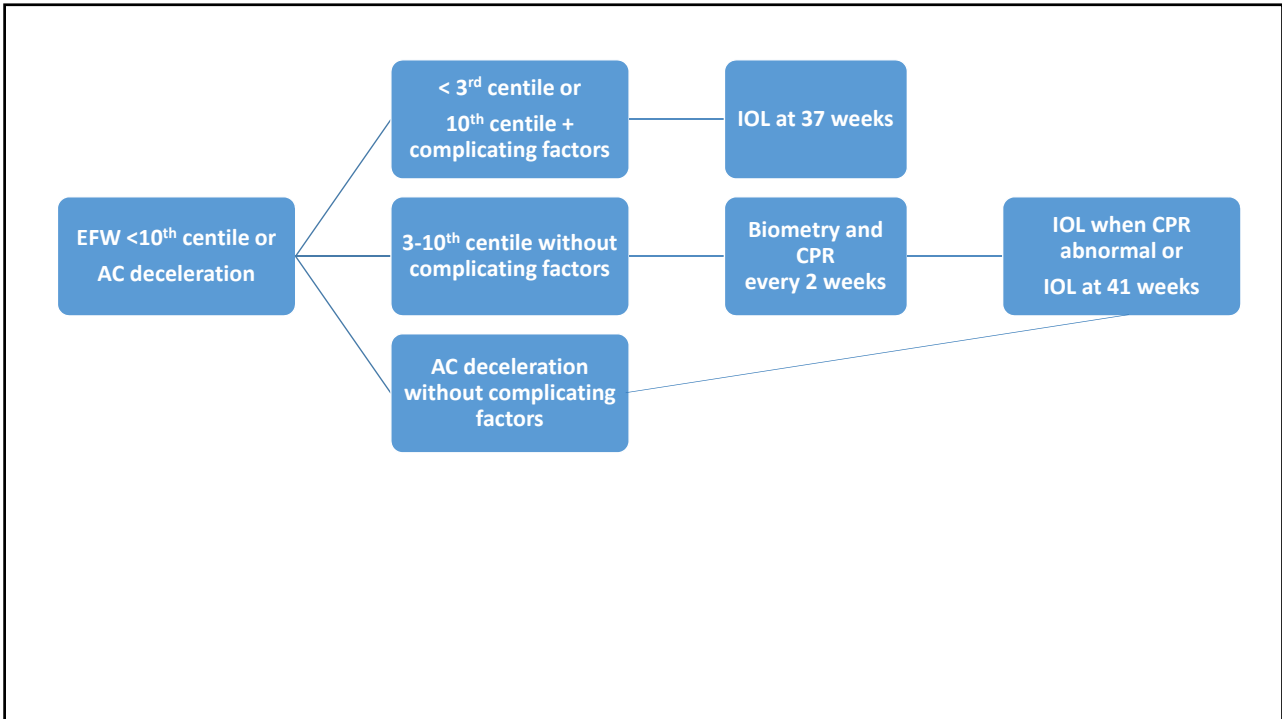 < 3rd centile or
10th centile +
complicating factors
IOL at 37 weeks
EFW <10th centile or
AC deceleration
3-10th centile without
complicating factors
Biometry and
CPR
every 2 weeks
IOL when CPR
abnormal or
IOL at 41 weeks
AC deceleration
without complicating
factors